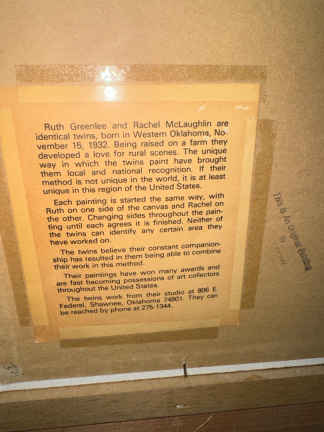 Ruth Greenlee and Rachel McLaughlin are
identical twins, born in Western Oklahoma, No-
vember 15, 1932. Being raised on a farm they
developed a love for rural scenes. The unique
way in which the twins paint have brought
them local and national recognition. If their
method is not unique in the world, it is at least
unique in this region of the United States.
Each painting is started the same way, with
Ruth on one side of the canvas and Rachel on
the other. Changing sides throughout the pain-
ting until each agrees it is finished. Neither of
the twins can identify any certain area they
have worked on.
The twins believe their constant companion-
ship has resulted in them being able to combine
their work in this method.
Their paintings have won many awards and
are fast becoming possessions of art collectors
throughout the United States.
The twins work from their studio at 806 E.
Federal, Shawnee, Oklahoma 74801. They can
be reached by phone at 275-1344.
This Is An Original Painting